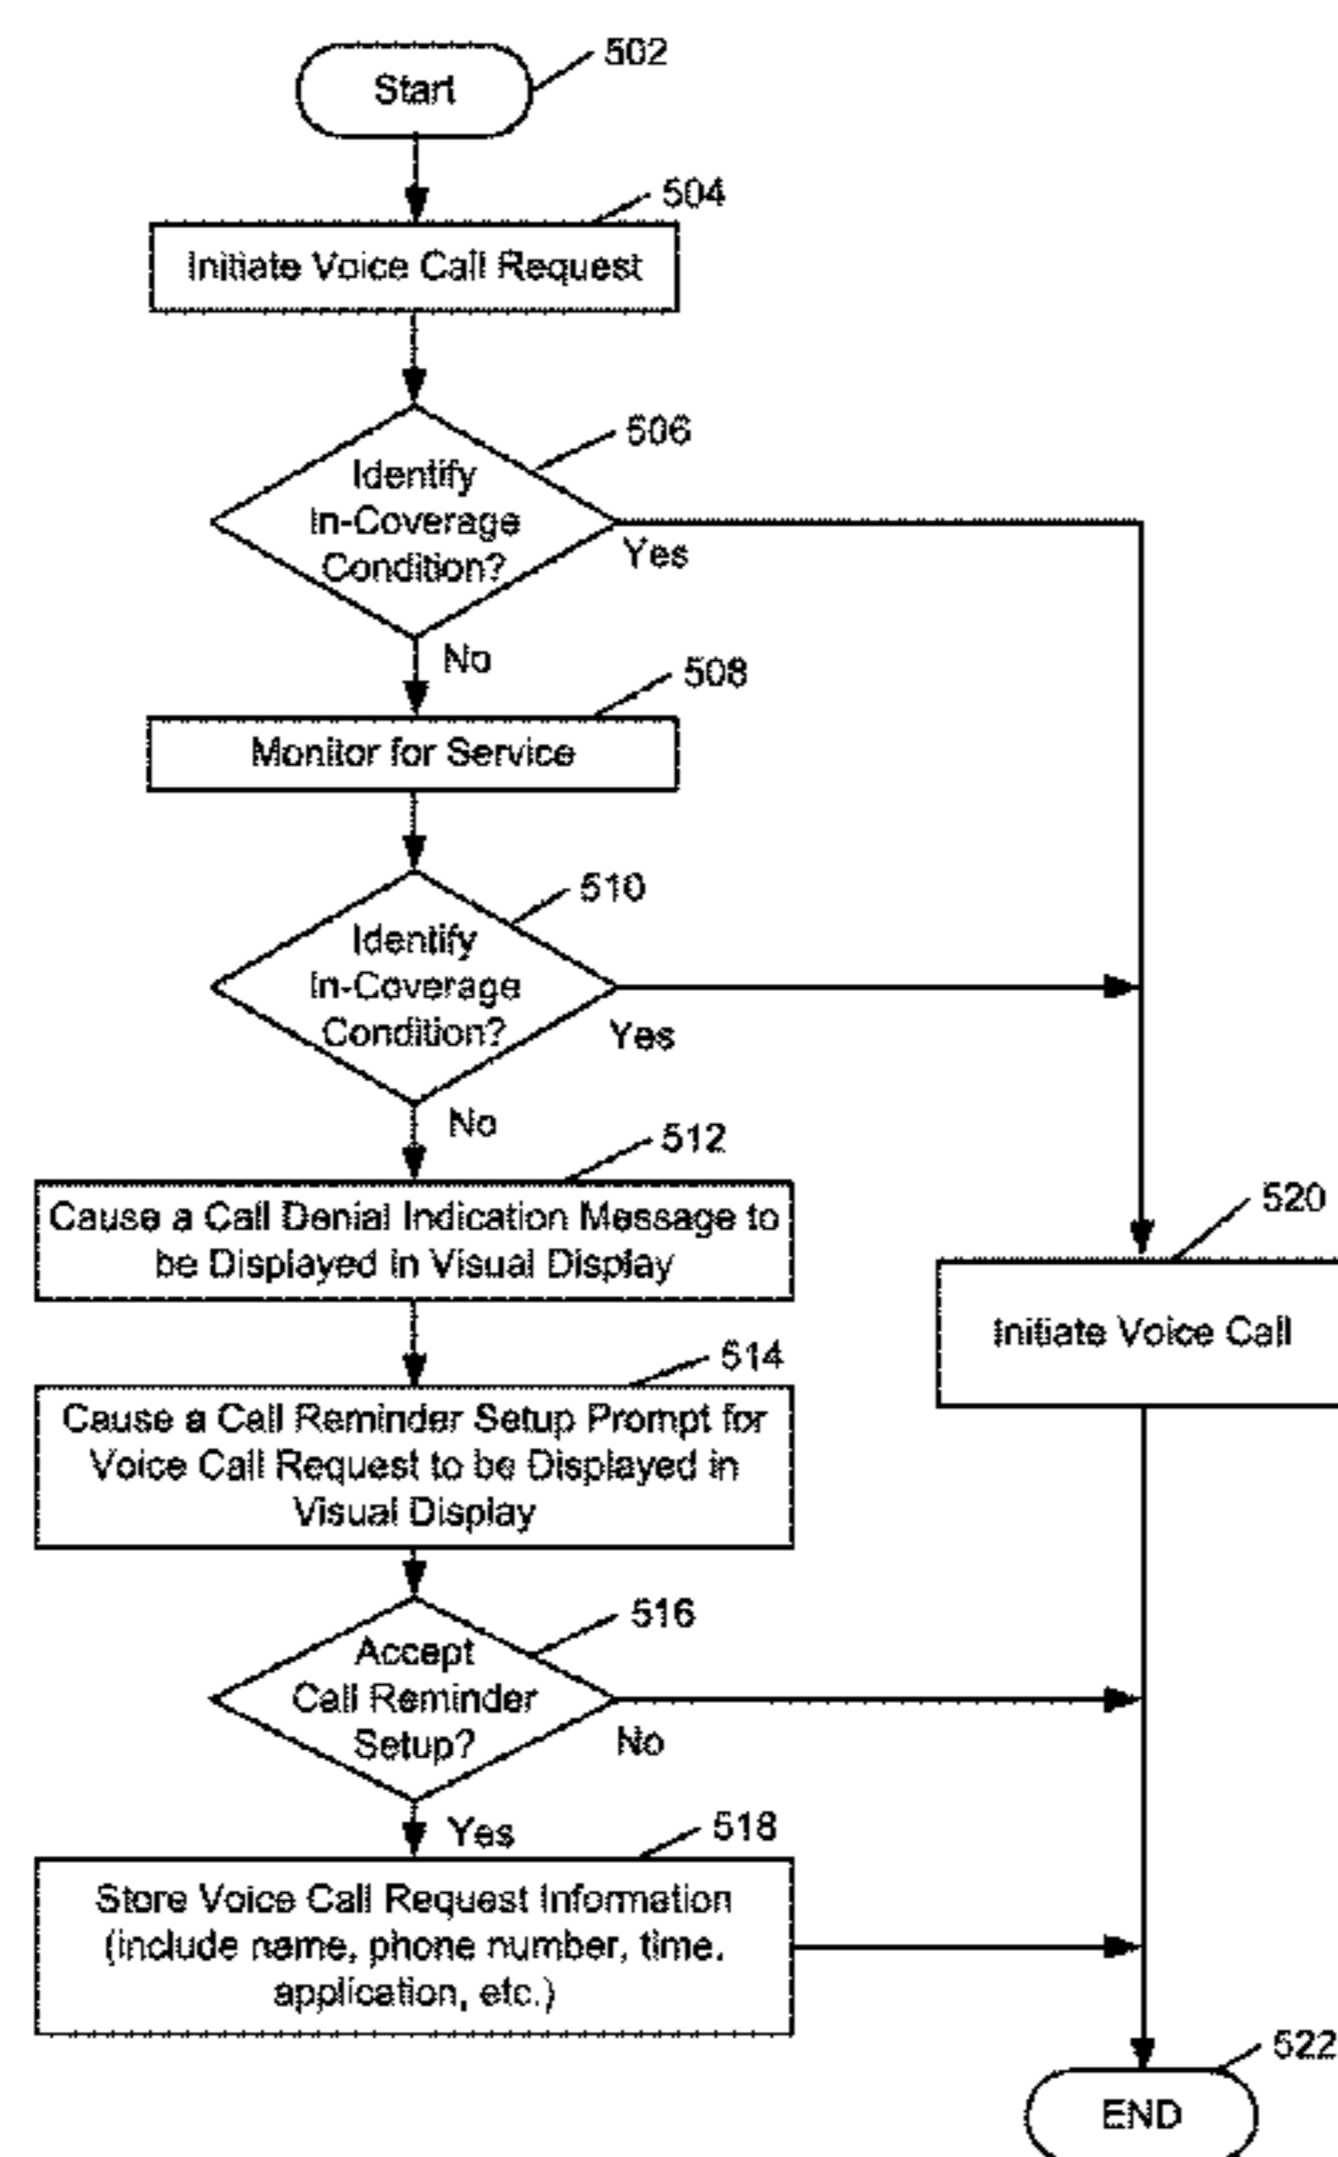 502
Start
504
Initiate Voice Call Request
506
Identify
In-Coverage
Condition?
Yes
No
508
Monitor for Service
510
Identify
In-Coverage
Condition?
Yes
No
512
Cause a Call Denial Indication Message to
be Displayed in Visual Display
520
Initiate Voice Call
514
Cause a Call Reminder Setup Prompt for
Voice Call Request to be Displayed in
Visual Display
516
Accept
Call Reminder
Setup?
No
Yes
518
Store Voice Call Request Information
(include name, phone number, time,
application, etc.)
522
END